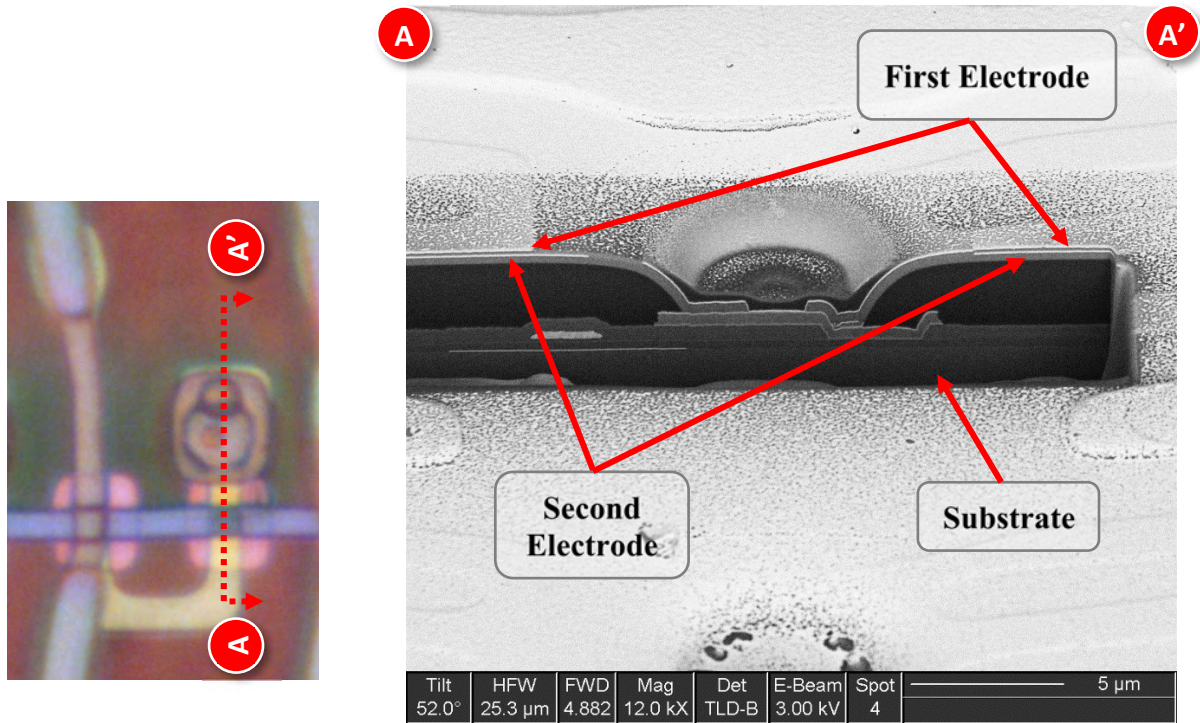 A
A'
First Electrode
A'
Second
Electrode
Substrate
A
Tilt HFW FWD Mag Det E-Beam Spot
52.0° 25.3 µm 4.882 12.0 kX TLD-B 3.00 kV 4
5 µm